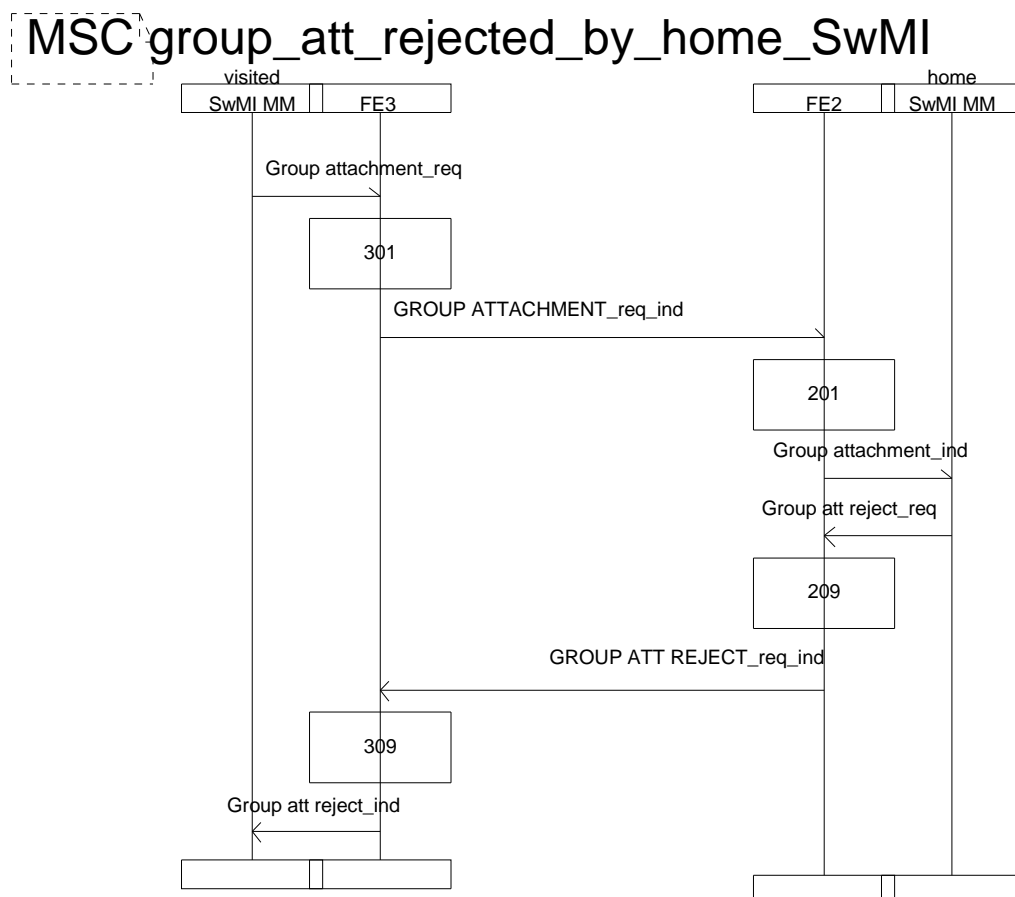 MSC group_att_rejected_by_home_SwMI
visited
home
SwMI MM
FE3
FE2
SwMI MM
Group attachment_req
301
GROUP ATTACHMENT_req_ind
201
Group attachment_ind
Group att reject_req
209
GROUP ATT REJECT_req_ind
309
Group att reject_ind